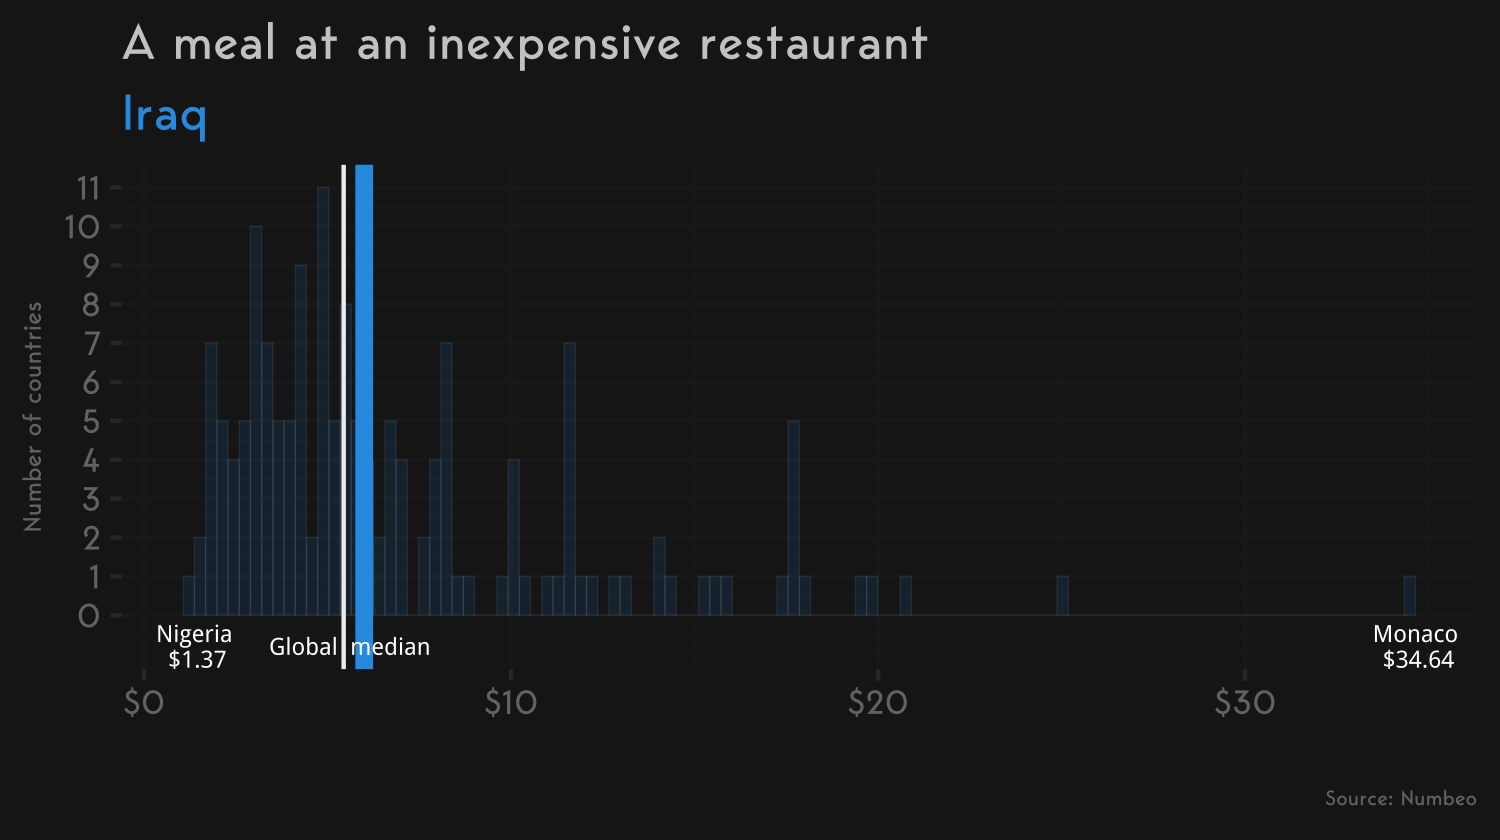 A meal at an inexpensive restaurant
Iraq
Number of countries
11
10
9
8
7
6
5
4
3
2
1
0
Nigeria
$1.37
Global median
Monaco
$34.64
$0 $10 $20 $30
Source: Numbeo